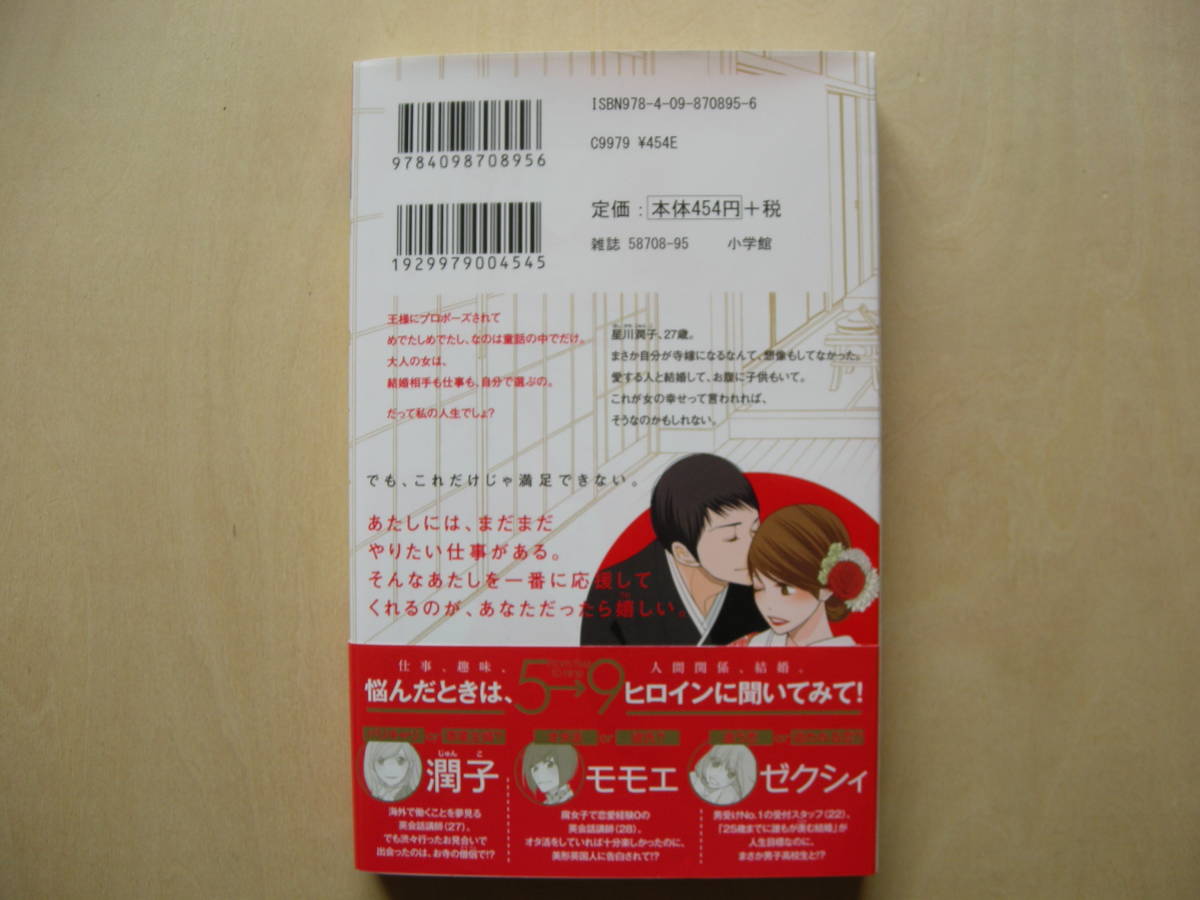 ISBN978-4-09-870895-6
9784098708956
C9979 ¥454E
定価：本体454円+税
1929979004545
雑誌 58708-95 小学館
王様にプロポーズされて
めでたしめでたし、なのは童話の中でだけ。
大人の女は、
結婚相手も仕事も、自分で選ぶの。
だって私の人生でしょ?
星川潤子、27歳。
まさか自分が寺嫁になるなんて、想像もしてなかった。
愛する人と結婚して、お腹に子供もいて。
これが女の幸せって言われれば、
そうなのかもしれない。
でも、これだけじゃ満足できない。
あたしには、まだまだ
やりたい仕事がある。
そんなあたしを一番に応援して
くれるのが、あなただったら嬉しい。
仕事、趣味、
人間関係、結婚。
悩んだときは、5→9ヒロインに聞いてみて!
じゅん こ
潤子
海外で働くことを夢見る
英会話講師(27)。
でも渋々行ったお見合いで
出会ったのは、お寺の僧侶で!?
or
モモエ
腐女子で恋愛経験0の
英会話講師(28)。
オタ活をしていれば十分楽しかったのに、
美形英国人に告白されて!?
or
ゼクシィ
男受けNo.1の受付スタッフ(22)。
「25歳までに誰もが羨む結婚」が
人生目標なのに、
まさか男子高校生と!?